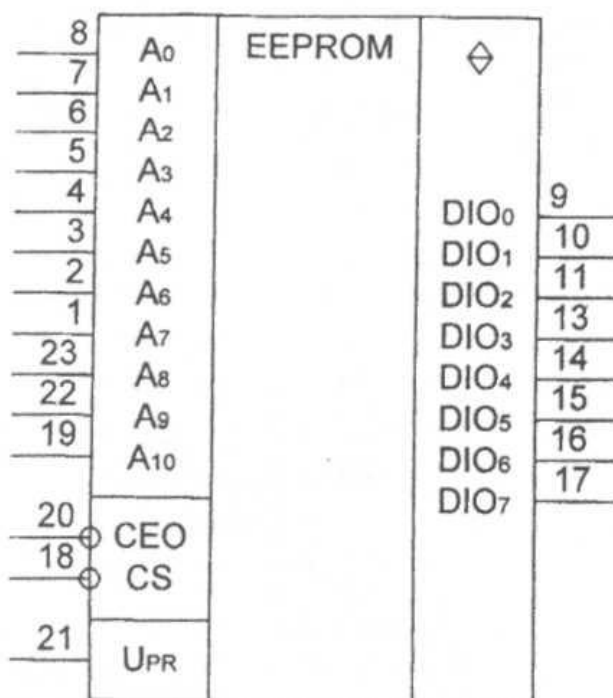 8 A0 EEPROM
7 A1
6 A2
5 A3
4 A4 DIO0 9
3 A5 DIO1 10
2 A6 DIO2 11
1 A7 DIO3 13
23 A8 DIO4 14
22 A9 DIO5 15
19 A10 DIO6 16
DIO7 17
20 CEO
18 CS
21 UPR